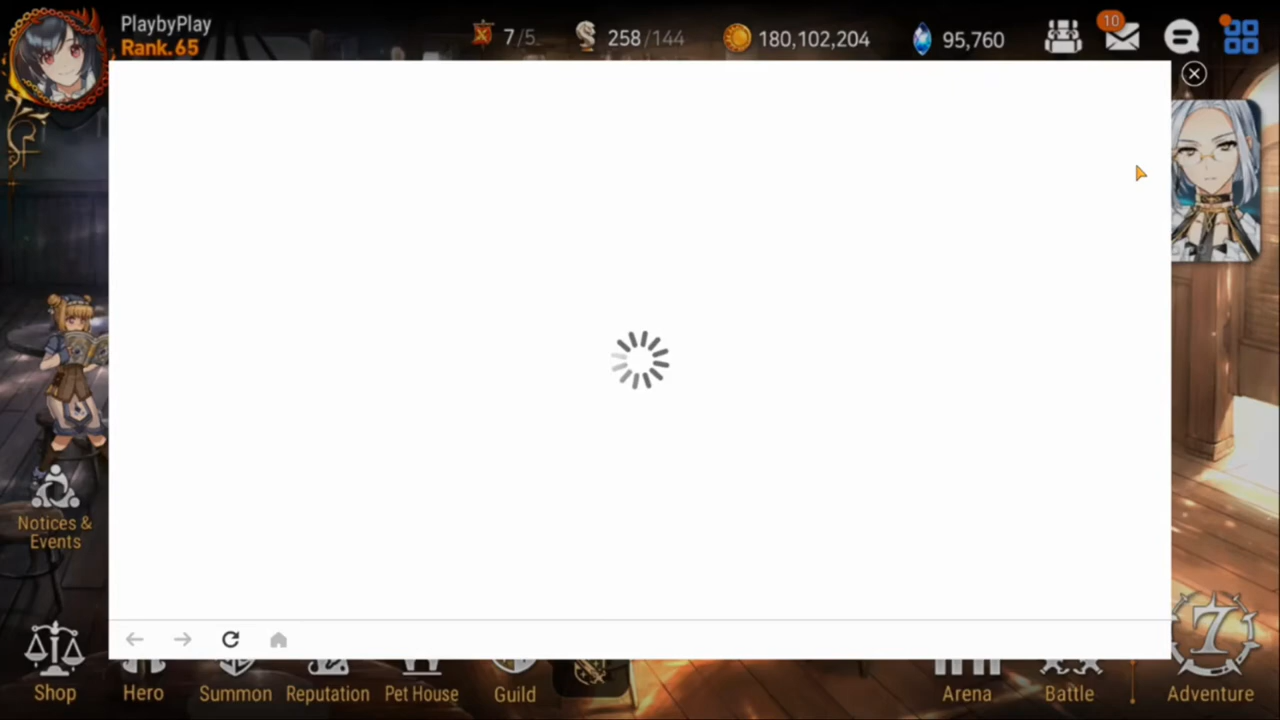 PlaybyPlay
Rank.65
7/5
258/144
180,102,204
95,760
10
Notices &
Events
Shop
Hero
Summon
Reputation
Pet House
Guild
Arena
Battle
7
Adventure